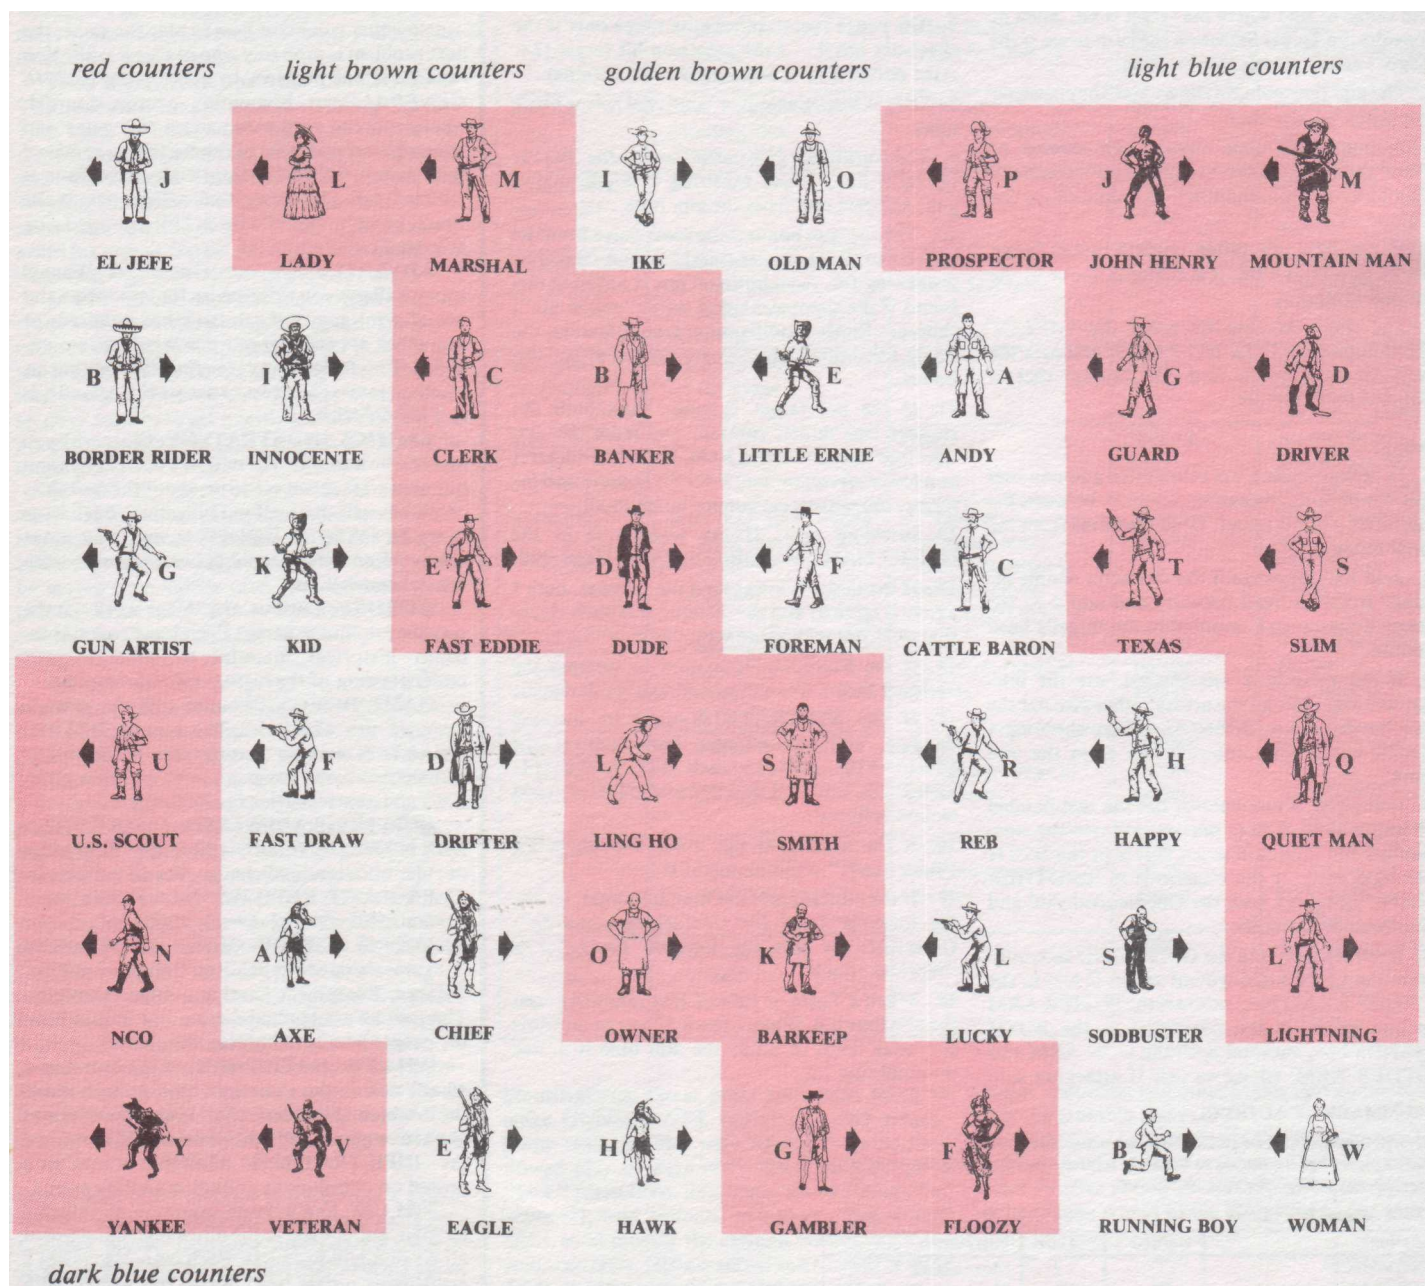 red counters light brown counters golden brown counters light blue counters
J L M I O P J M
EL JEFE LADY MARSHAL IKE OLD MAN PROSPECTOR JOHN HENRY MOUNTAIN MAN
B I C B E A G D
BORDER RIDER INNOCENTE CLERK BANKER LITTLE ERNIE ANDY GUARD DRIVER
G K E D F C T S
GUN ARTIST KID FAST EDDIE DUDE FOREMAN CATTLE BARON TEXAS SLIM
U F D L S R H Q
U.S. SCOUT FAST DRAW DRIFTER LING HO SMITH REB HAPPY QUIET MAN
N A C O K L S L
NCO AXE CHIEF OWNER BARKEEP LUCKY SODBUSTER LIGHTNING
Y V E H G F B W
YANKEE VETERAN EAGLE HAWK GAMBLER FLOOZY RUNNING BOY WOMAN
dark blue counters